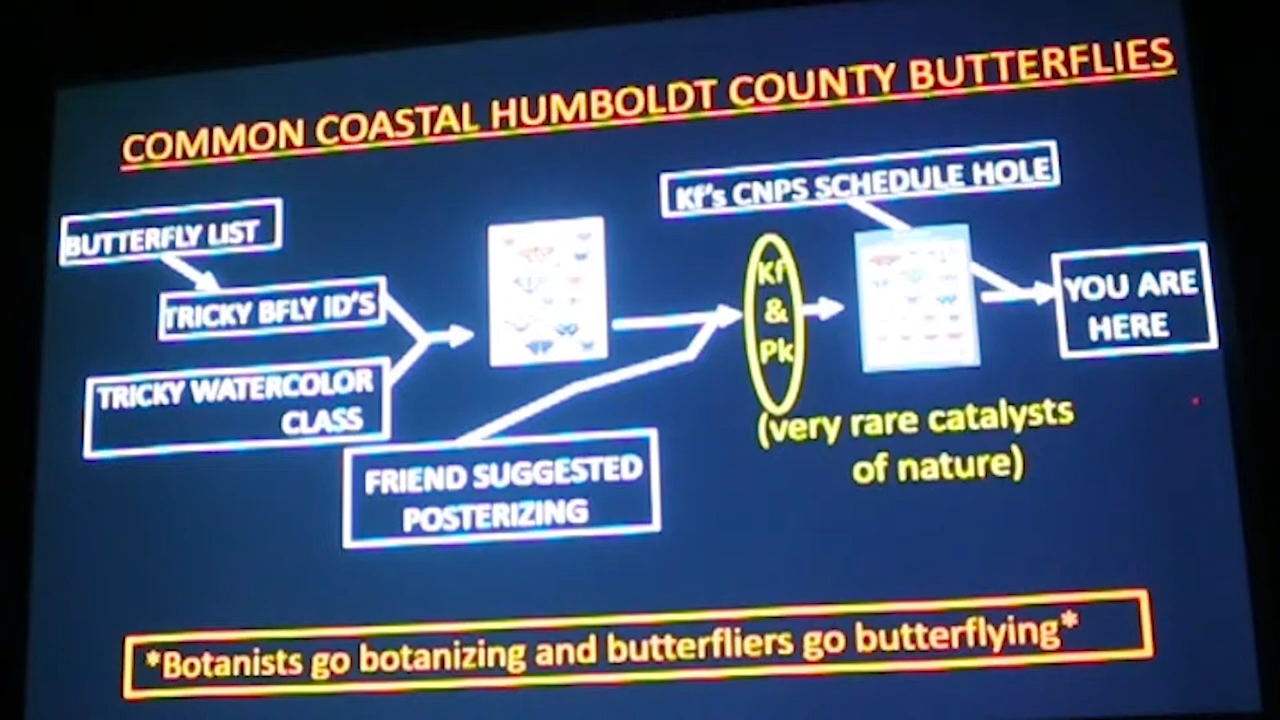 COMMON COASTAL HUMBOLDT COUNTY BUTTERFLIES
Kf's CNPS SCHEDULE HOLE
BUTTERFLY LIST
TRICKY BFLY ID'S
TRICKY WATERCOLOR
CLASS
FRIEND SUGGESTED
POSTERIZING
Kf
&
Pk
(very rare catalysts
of nature)
YOU ARE
HERE
*Botanists go botanizing and butterfliers go butterflying*